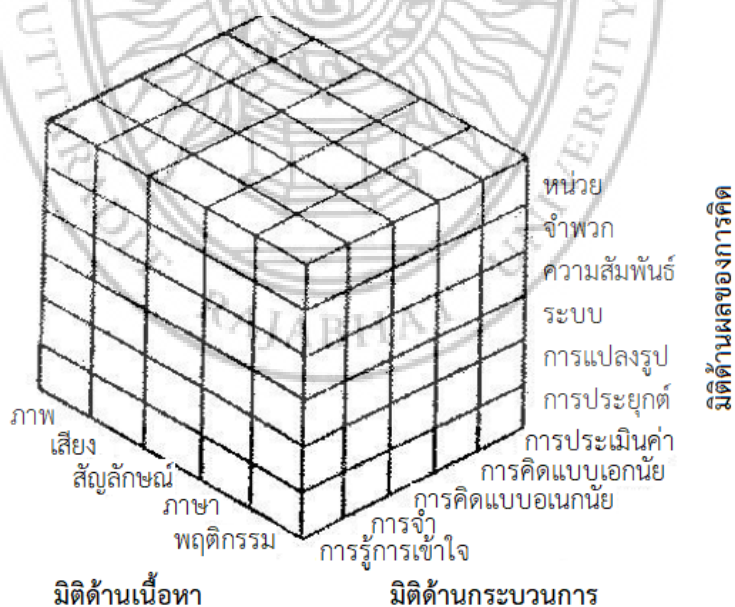 UTTARADIT RAJABHAT UNIVERSITY
หน่วย
จำพวก
ความสัมพันธ์
ระบบ
การแปลงรูป
การประยุกต์
มิติด้านผลของการคิด
ภาพ
เสียง
สัญลักษณ์
ภาษา
พฤติกรรม
การประเมินค่า
การคิดแบบเอกนัย
การคิดแบบอเนกนัย
การจำ
การรู้การเข้าใจ
มิติด้านเนื้อหา
มิติด้านกระบวนการ